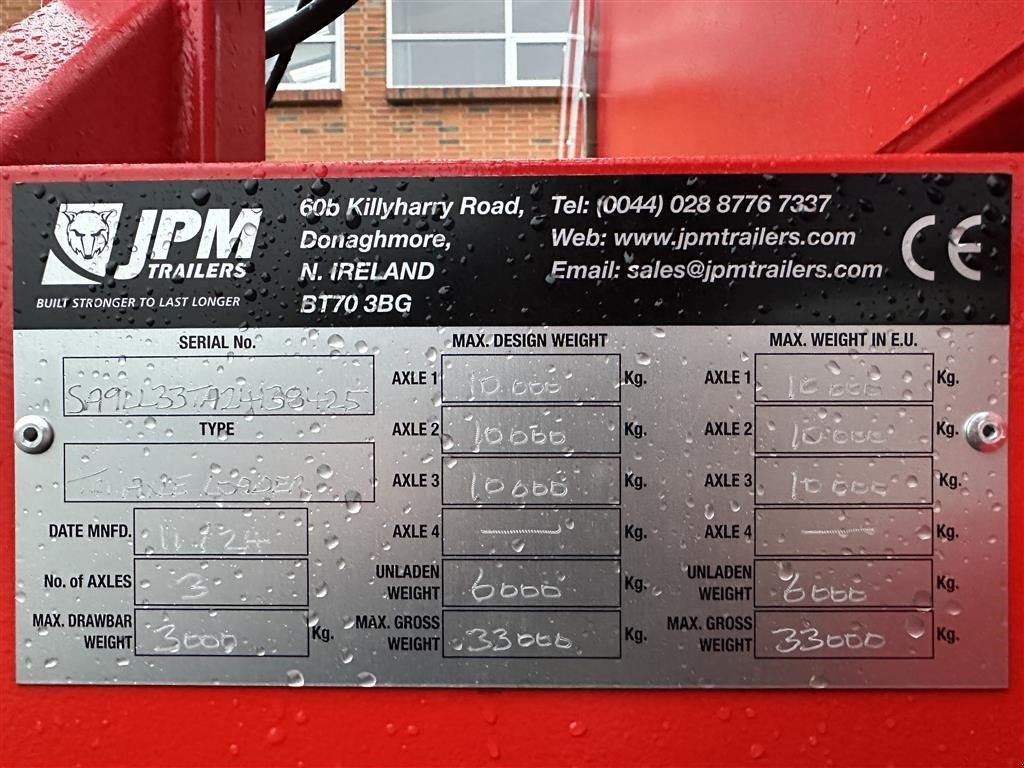 JPM
TRAILERS
BUILT STRONGER TO LAST LONGER
60b Killyharry Road,
Donaghmore,
N. IRELAND
BT70 3BG
Tel: (0044) 028 8776 7337
Web: www.jpmtrailers.com
Email: sales@jpmtrailers.com
CE
SERIAL No.
TYPE
LOADER
DATE MNFD. 11/24
No. of AXLES 3
MAX. DRAWBAR WEIGHT 3000 Kg.
MAX. DESIGN WEIGHT
AXLE 1 10.000 Kg.
AXLE 2 10000 Kg.
AXLE 3 10000 Kg.
AXLE 4 — Kg.
UNLADEN WEIGHT 6000 Kg.
MAX. GROSS WEIGHT 33000 Kg.
MAX. WEIGHT IN E.U.
AXLE 1 10000 Kg.
AXLE 2 10000 Kg.
AXLE 3 10000 Kg.
AXLE 4 — Kg.
UNLADEN WEIGHT 6000 Kg.
MAX. GROSS WEIGHT 33000 Kg.